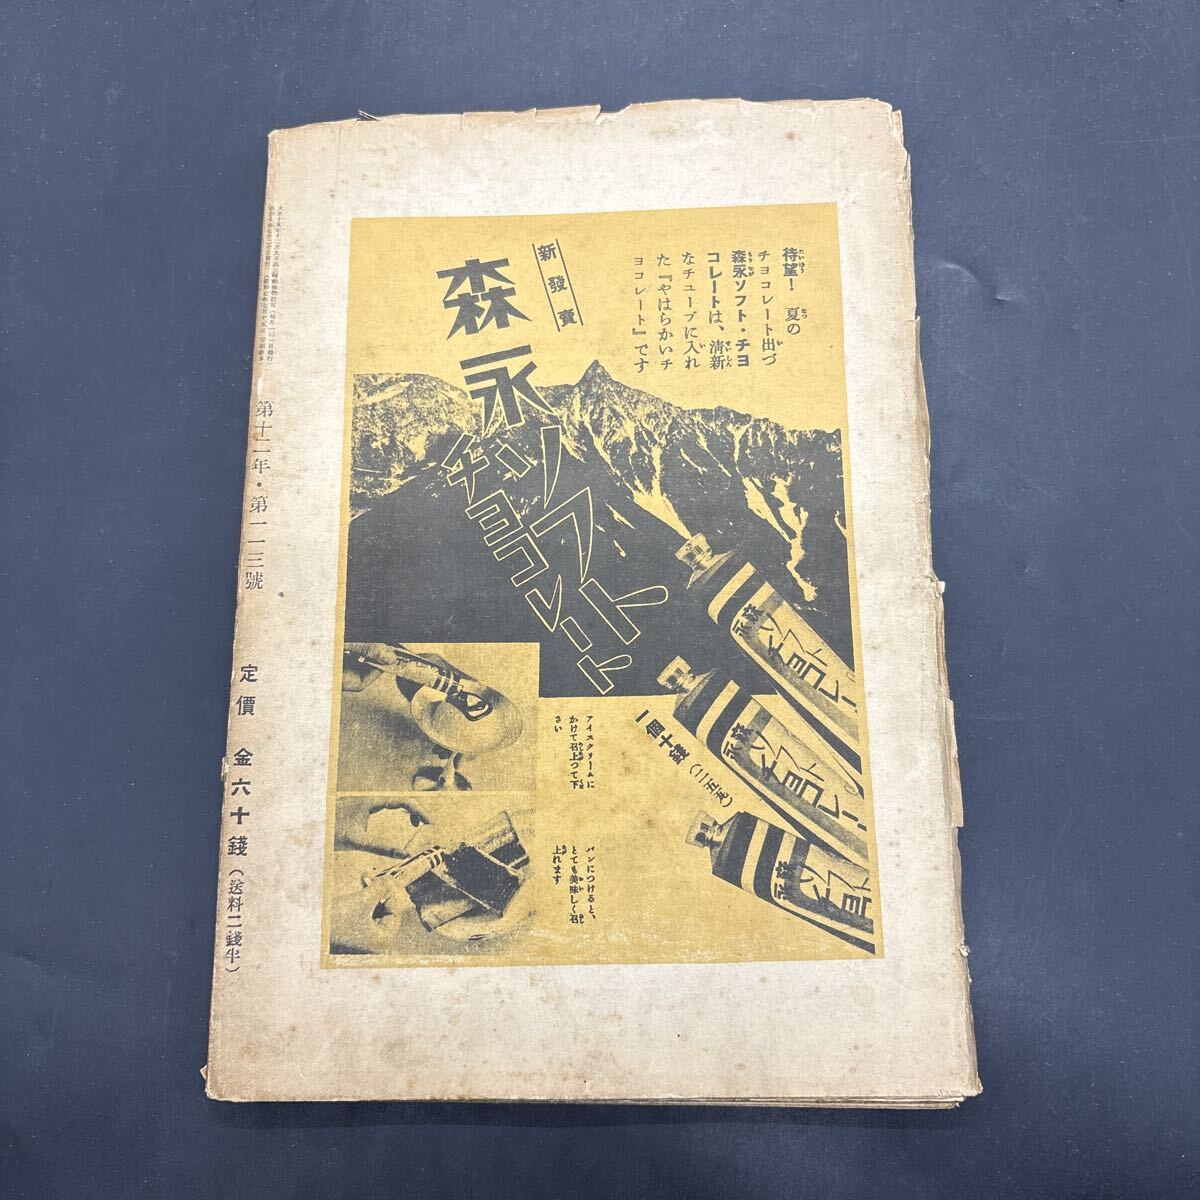 待望！ 夏の
チヨコレート出づ
森永ソフト・チヨ
コレートは、清新
なチューブに入れ
た『やはらかいチ
ヨコレート』です
新發賣
森永
ソフト
チヨコレート
一個十錢(二五瓦)
アイスクリームに
かけて召上つて下
さい
パンにつけると、
とても美味しく召
上れます
第十二年・第一一三號 定價 金六十錢(送料二錢半)